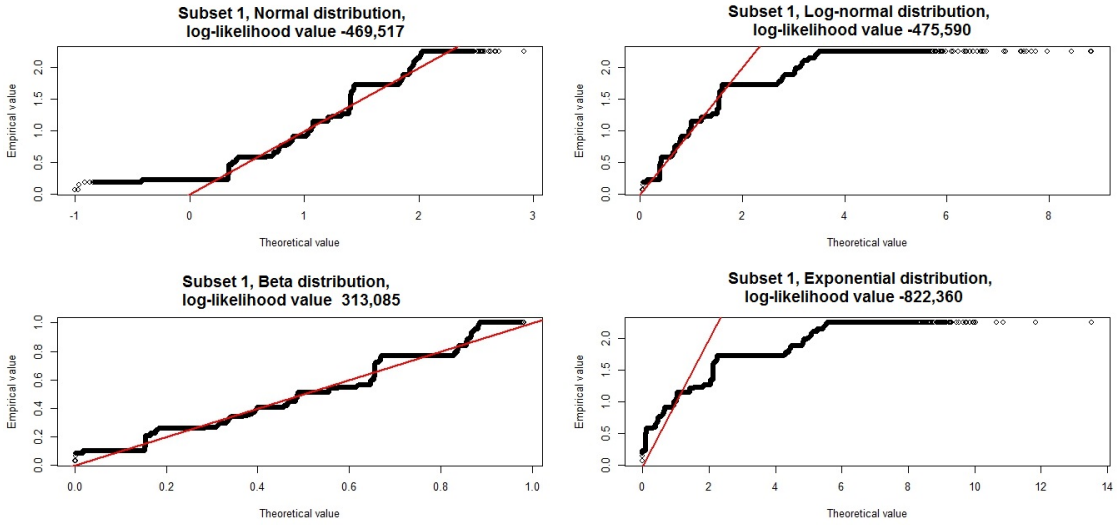 Subset 1, Normal distribution,
log-likelihood value -469,517
Empirical value
0.0 0.5 1.0 1.5 2.0
-1 0 1 2 3
Theoretical value
Subset 1, Log-normal distribution,
log-likelihood value -475,590
Empirical value
0.0 0.5 1.0 1.5 2.0
0 2 4 6 8
Theoretical value
Subset 1, Beta distribution,
log-likelihood value 313,085
Empirical value
0.0 0.2 0.4 0.6 0.8 1.0
0.0 0.2 0.4 0.6 0.8 1.0
Theoretical value
Subset 1, Exponential distribution,
log-likelihood value -822,360
Empirical value
0.0 0.5 1.0 1.5 2.0
0 2 4 6 8 10 12 14
Theoretical value